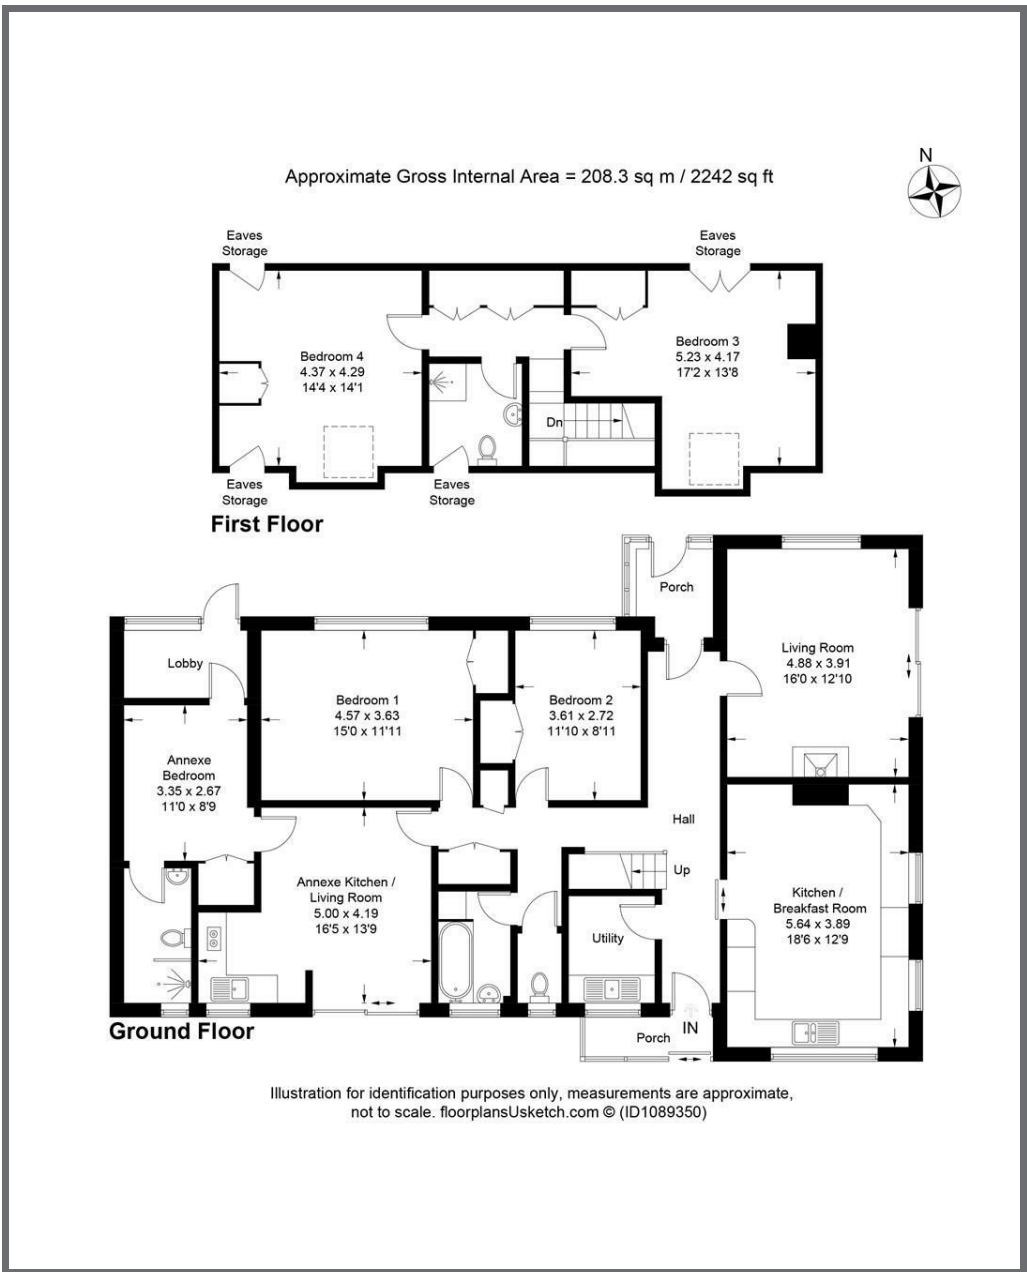 N
Approximate Gross Internal Area = 208.3 sq m / 2242 sq ft
Eaves
Storage
Eaves
Storage
Bedroom 4
4.37 x 4.29
14'4 x 14'1
Bedroom 3
5.23 x 4.17
17'2 x 13'8
Dn
Eaves
Storage
Eaves
Storage
First Floor
Porch
Lobby
Living Room
4.88 x 3.91
16'0 x 12'10
Bedroom 1
4.57 x 3.63
15'0 x 11'11
Bedroom 2
3.61 x 2.72
11'10 x 8'11
Annexe
Bedroom
3.35 x 2.67
11'0 x 8'9
Hall
Up
Annexe Kitchen /
Living Room
5.00 x 4.19
16'5 x 13'9
Kitchen /
Breakfast Room
5.64 x 3.89
18'6 x 12'9
Utility
IN
Porch
Ground Floor
Illustration for identification purposes only, measurements are approximate,
not to scale. floorplansUsketch.com © (ID1089350)